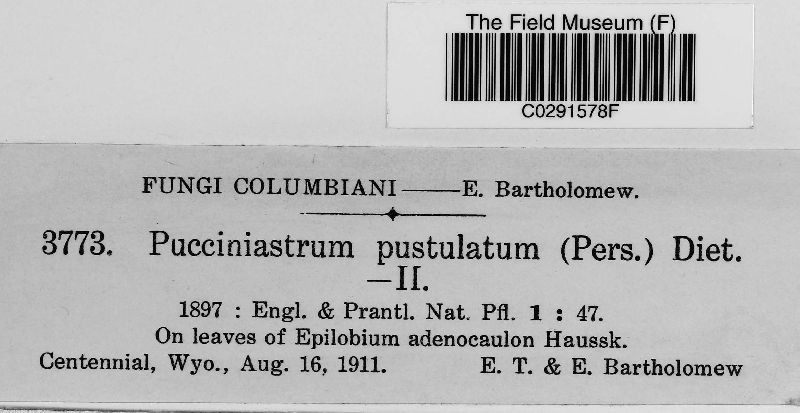 The Field Museum (F)
C0291578F
FUNGI COLUMBIANI——E. Bartholomew.
3773. Pucciniastrum pustulatum (Pers.) Diet.
—II.
1897 : Engl. & Prantl. Nat. Pfl. 1 : 47.
On leaves of Epilobium adenocaulon Haussk.
Centennial, Wyo., Aug. 16, 1911. E. T. & E. Bartholomew